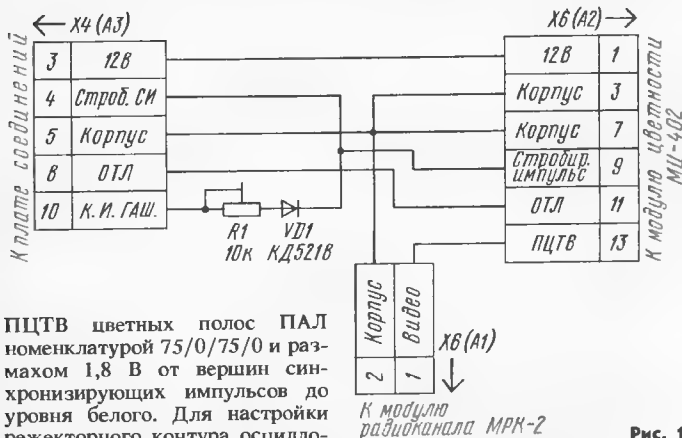 X4 (A3)
X6 (A2)
К плате соединений
3 12В
4 Строб. СИ
5 Корпус
8 ОТЛ
10 К. И. ГАШ.
R1
10к
VD1
КД521В
12В 1
Корпус 3
Корпус 7
Стробир. импульс 9
ОТЛ 11
ПЦТВ 13
К модулю цветности
МЦ-402
Корпус
Видео
2
1
X6 (A1)
К модулю
радиоканала МРК-2
ПЦТВ цветных полос ПАЛ
номенклатурой 75/0/75/0 и раз-
махом 1,8 В от вершин син-
хронизирующих импульсов до
уровня белого. Для настройки
режекторного контура осцилло-
Рис. 1